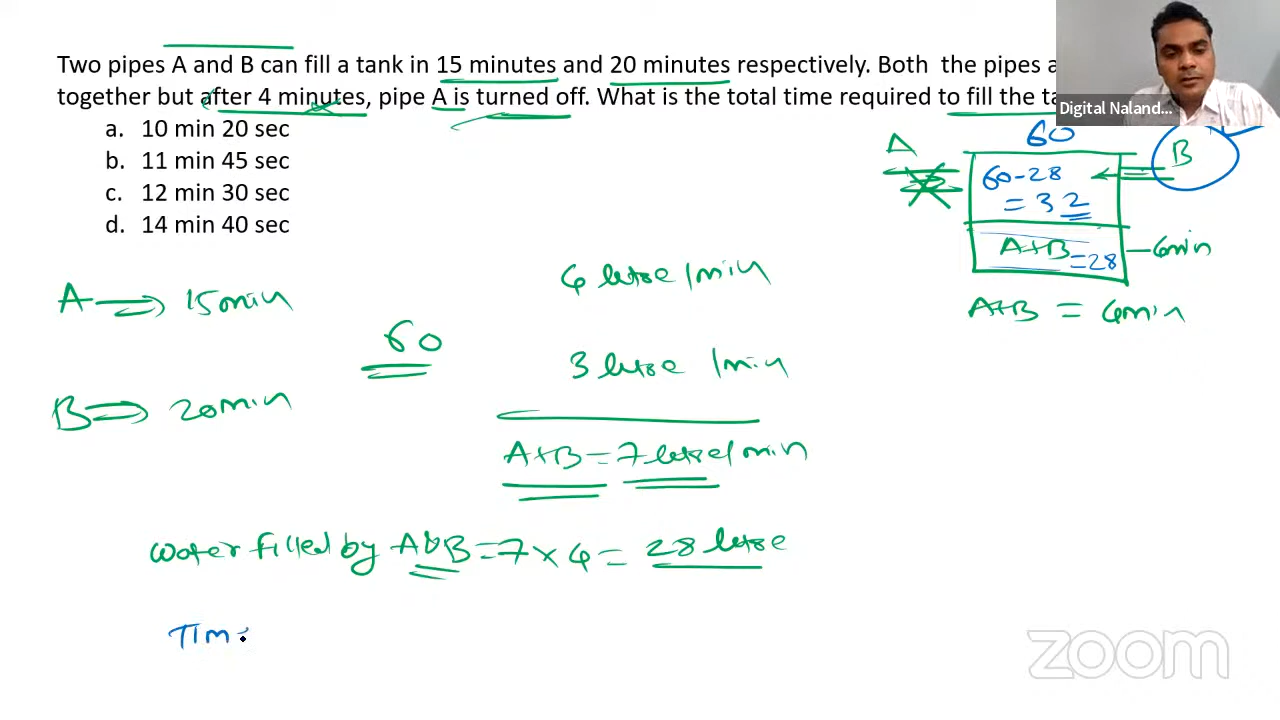 Two pipes A and B can fill a tank in 15 minutes and 20 minutes respectively. Both the pipes a
together but after 4 minutes, pipe A is turned off. What is the total time required to fill the ta
Digital Naland...
a. 10 min 20 sec
b. 11 min 45 sec
c. 12 min 30 sec
d. 14 min 40 sec
60
A
B
60-28
= 32
A+B =28
4min
A+B = 4min
A 15min
60
B 20min
4 litre/min
3 litre/min
A+B=7 litre/min
water filled by A&B=7×4= 28 litre
Tim
zoom